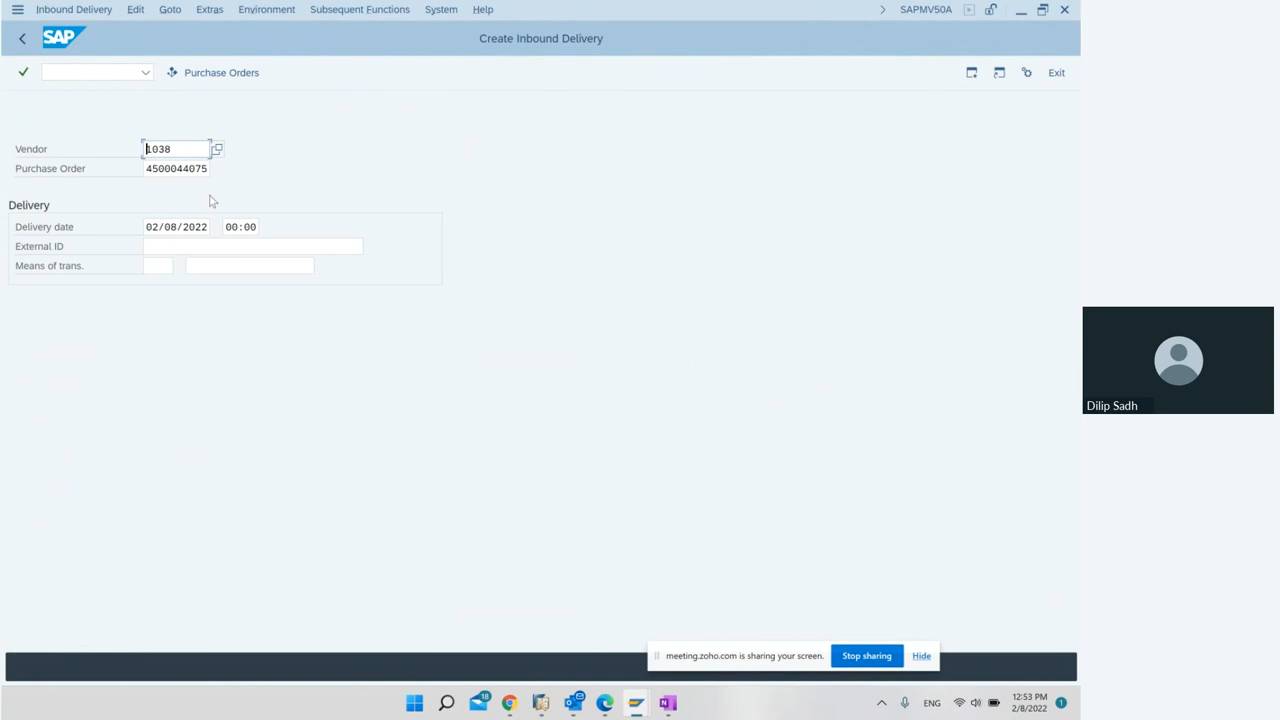 Inbound Delivery Edit Goto Extras Environment Subsequent Functions System Help SAPMV50A
SAP Create Inbound Delivery
Purchase Orders Exit
Vendor 1038
Purchase Order 4500044075
Delivery
Delivery date 02/08/2022 00:00
External ID
Means of trans.
Dilip Sadh
meeting.zoho.com is sharing your screen. Stop sharing Hide
18
ENG
12:53 PM
2/8/2022
1